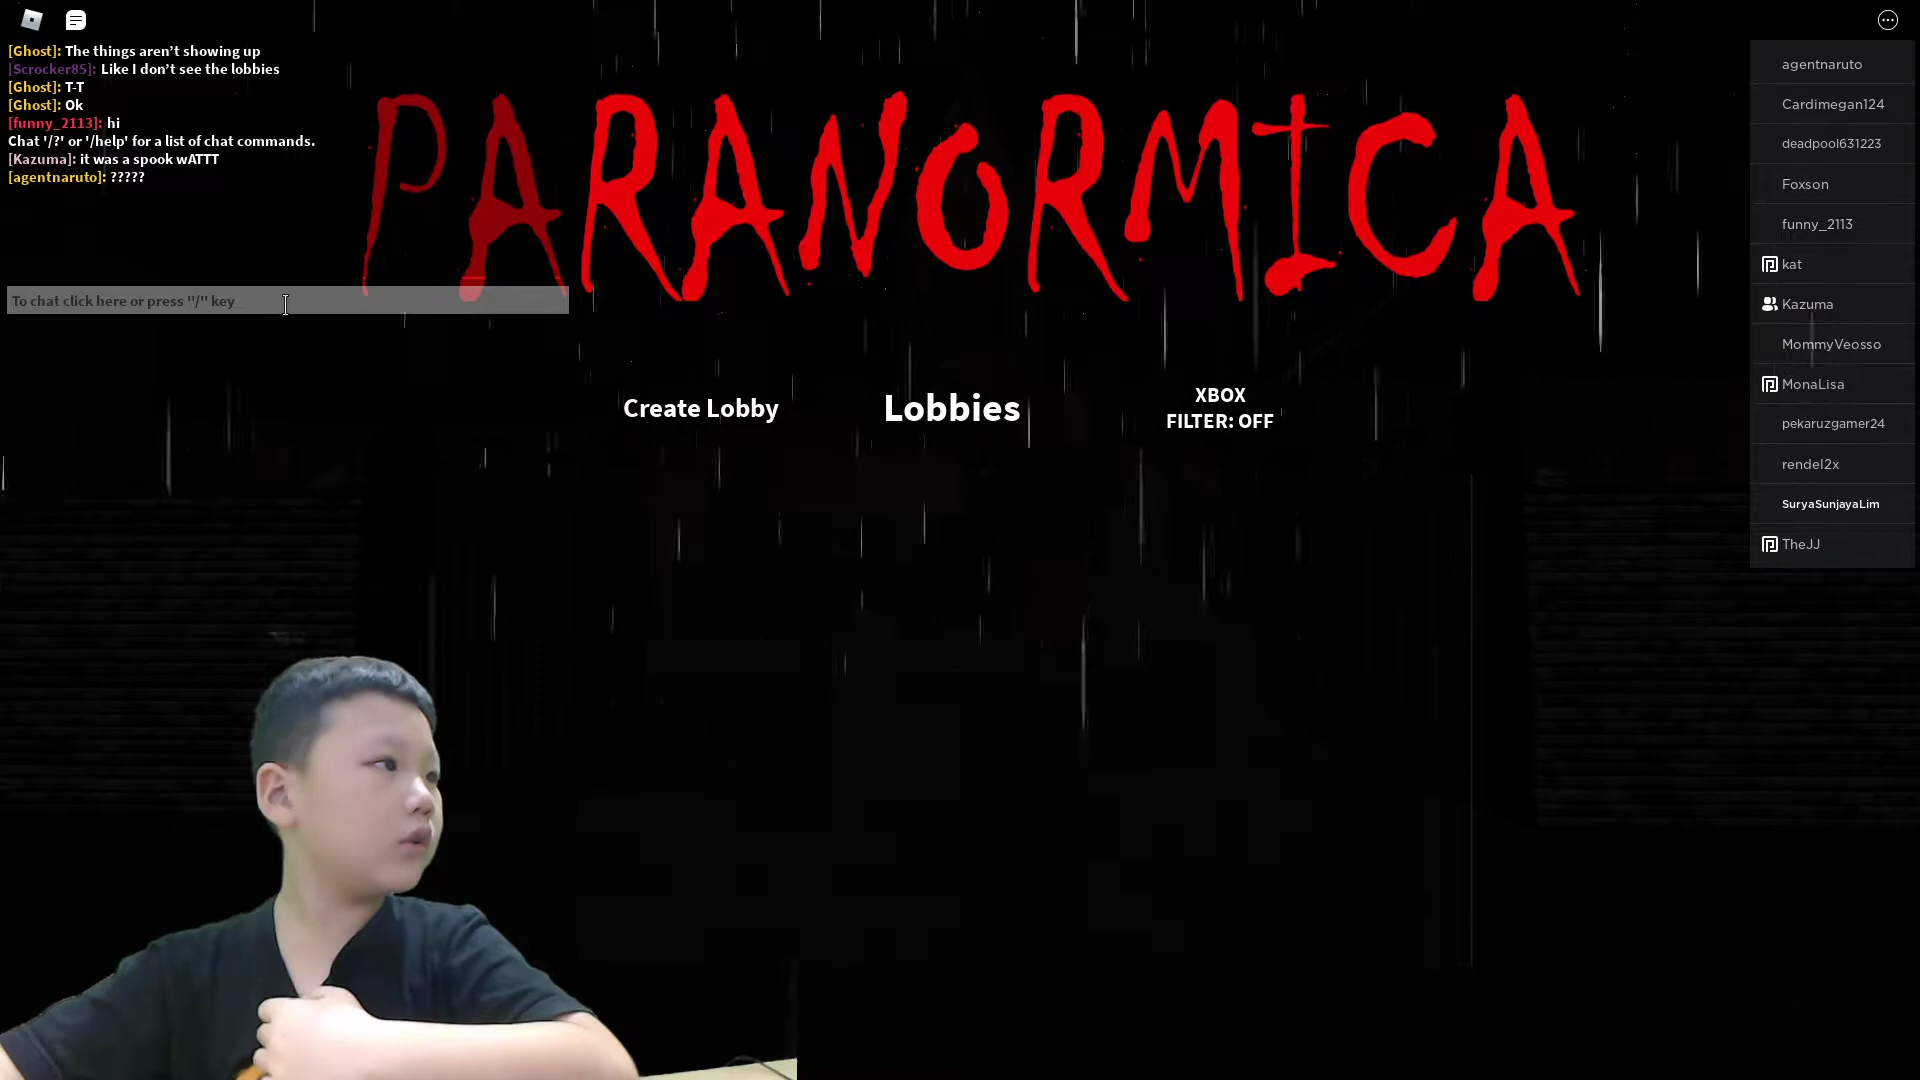 [Ghost]: The things aren't showing up
[Scrocker85]: Like I don't see the lobbies
[Ghost]: T-T
[Ghost]: Ok
[funny_2113]: hi
Chat '/?' or '/help' for a list of chat commands.
[Kazuma]: it was a spook wATTT
[agentnaruto]: ?????
PARANORMICA
To chat click here or press "/" key
Create Lobby
Lobbies
XBOX
FILTER: OFF
agentnaruto
Cardimegan124
deadpool631223
Foxson
funny_2113
kat
Kazuma
MommyVeosso
MonaLisa
pekaruzgamer24
rendel2x
SuryaSunjayaLim
TheJJ